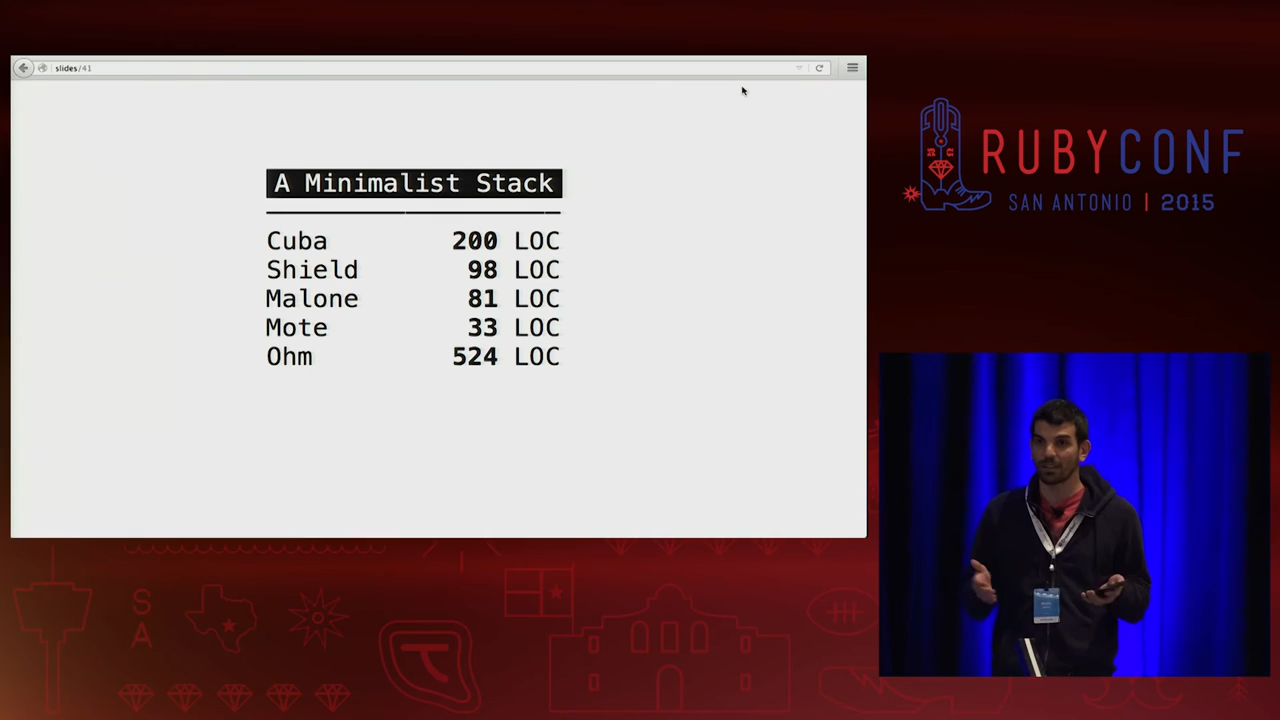 slides/41
A Minimalist Stack
Cuba 200 LOC
Shield 98 LOC
Malone 81 LOC
Mote 33 LOC
Ohm 524 LOC
RUBYCONF
SAN ANTONIO | 2015
S
A